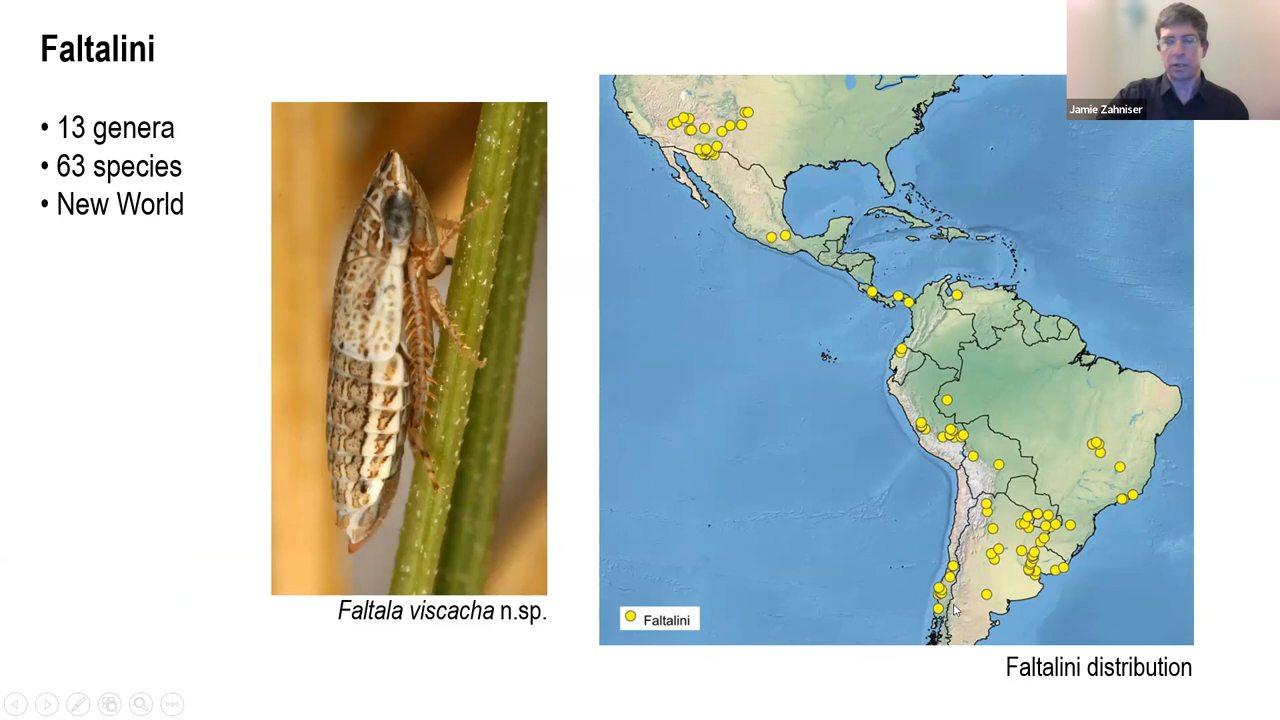 Faltalini
• 13 genera
• 63 species
• New World
Jamie Zahniser
Faltala viscacha n.sp.
Faltalini
Faltalini distribution